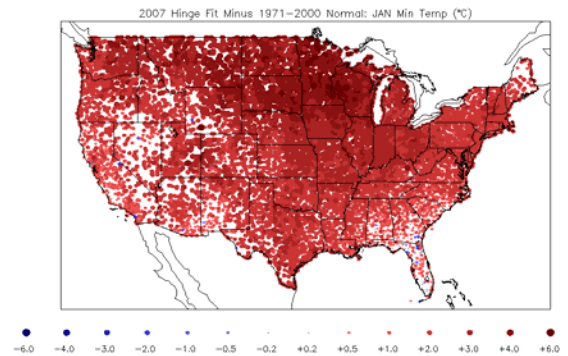 2007 Hinge Fit Minus 1971-2000 Normal: JAN Min Temp (°C)
-6.0 -4.0 -3.0 -2.0 -1.0 -0.5 -0.2 +0.2 +0.5 +1.0 +2.0 +3.0 +4.0 +6.0